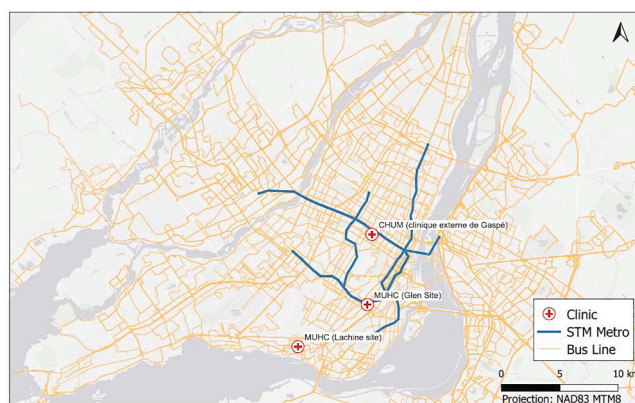 CHUM (clinique externe de Gaspé)
MUHC (Glen Site)
MUHC (Lachine site)
Clinic
STM Metro
Bus Line
0 5 10 km
Projection: NAD83 MTM8